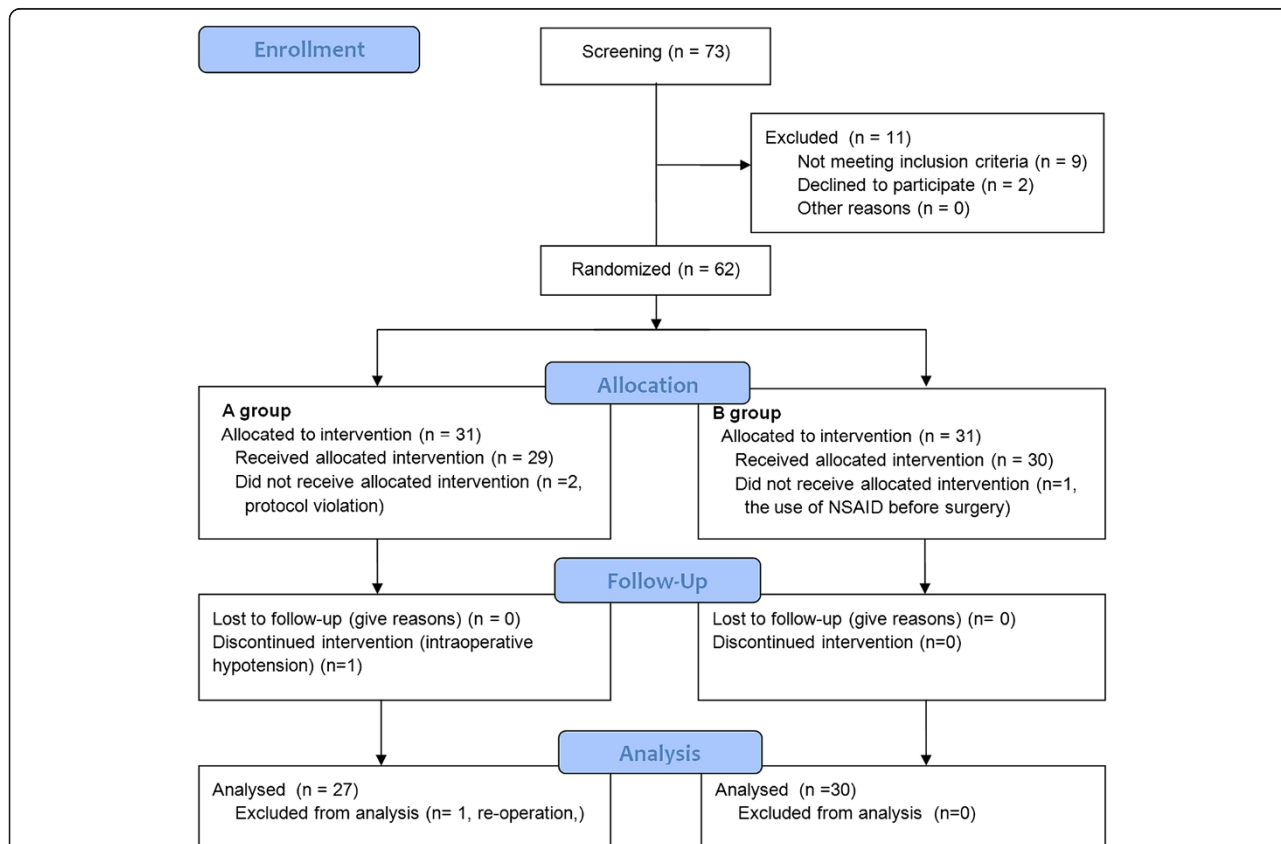 Enrollment
Screening (n = 73)
Excluded (n = 11)
Not meeting inclusion criteria (n = 9)
Declined to participate (n = 2)
Other reasons (n = 0)
Randomized (n = 62)
Allocation
A group
Allocated to intervention (n = 31)
Received allocated intervention (n = 29)
Did not receive allocated intervention (n =2,
protocol violation)
B group
Allocated to intervention (n = 31)
Received allocated intervention (n = 30)
Did not receive allocated intervention (n=1,
the use of NSAID before surgery)
Follow-Up
Lost to follow-up (give reasons) (n = 0)
Discontinued intervention (intraoperative
hypotension) (n=1)
Lost to follow-up (give reasons) (n= 0)
Discontinued intervention (n=0)
Analysis
Analysed (n = 27)
Excluded from analysis (n= 1, re-operation,)
Analysed (n =30)
Excluded from analysis (n=0)